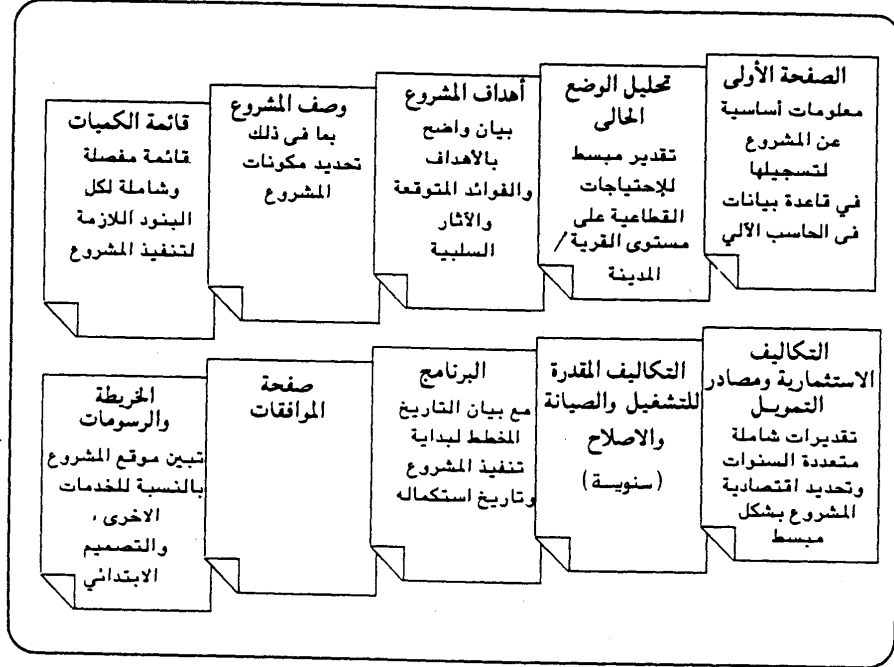 الصفحة الأولى
معلومات أساسية
عن المشروع
لتسجيلها
في قاعدة بيانات
فى الحاسب الآلي
تحليل الوضع
الحالى
تقدير مبسط
للإحتياجات
القطاعية على
مستوى القرية /
المدينة
أهداف المشروع
بيان واضح
بالأهداف
والفوائد المتوقعة
والآثار
السلبية
وصف المشروع
بما فى ذلك
تحديد مكونات
المشروع
قائمة الكميات
قائمة مفصلة
وشاملة لكل
البنود اللازمة
لتنفيذ المشروع
التكاليف
الاستثمارية ومصادر
التمويل
تقديرات شاملة
متعددة السنوات
وتحديد اقتصادية
المشروع بشكل
مبسط
التكاليف المقدرة
للتشغيل والصيانة
والاصلاح
(سنوية)
البرنامج
مع بيان التاريخ
المخطط لبداية
تنفيذ المشروع
وتاريخ استكماله
صفحة
الموافقات
الخريطة
والرسومات
تبين موقع المشروع
بالنسبة للخدمات
الاخرى ،
والتصميم
الابتدائي